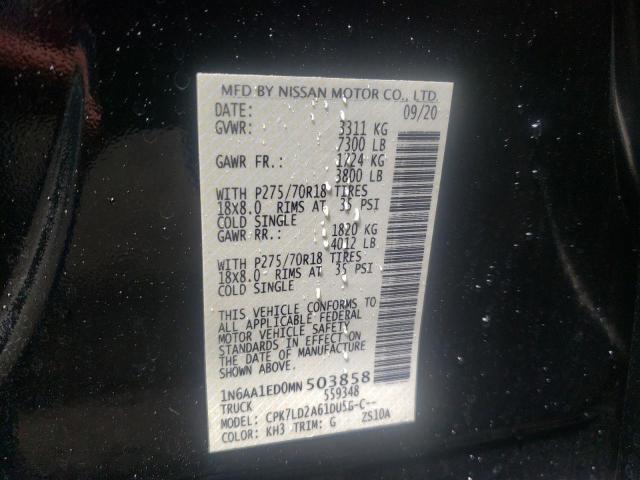 MFD BY NISSAN MOTOR CO., LTD.
DATE: 09/20
GVWR: 3311 KG
7300 LB
GAWR FR.: 1724 KG
3800 LB
WITH P275/70R18 TIRES
18X8.0 RIMS AT 35 PSI
COLD SINGLE
GAWR RR.: 1820 KG
4012 LB
WITH P275/70R18 TIRES
18X8.0 RIMS AT 35 PSI
COLD SINGLE
THIS VEHICLE CONFORMS TO
ALL APPLICABLE FEDERAL
MOTOR VEHICLE SAFETY
STANDARDS IN EFFECT ON
THE DATE OF MANUFACTURE
1N6AA1ED0MN 503858
TRUCK 559348
MODEL: CPK7LD2A61DUSG-C--
COLOR: KH3 TRIM: G ZS10A